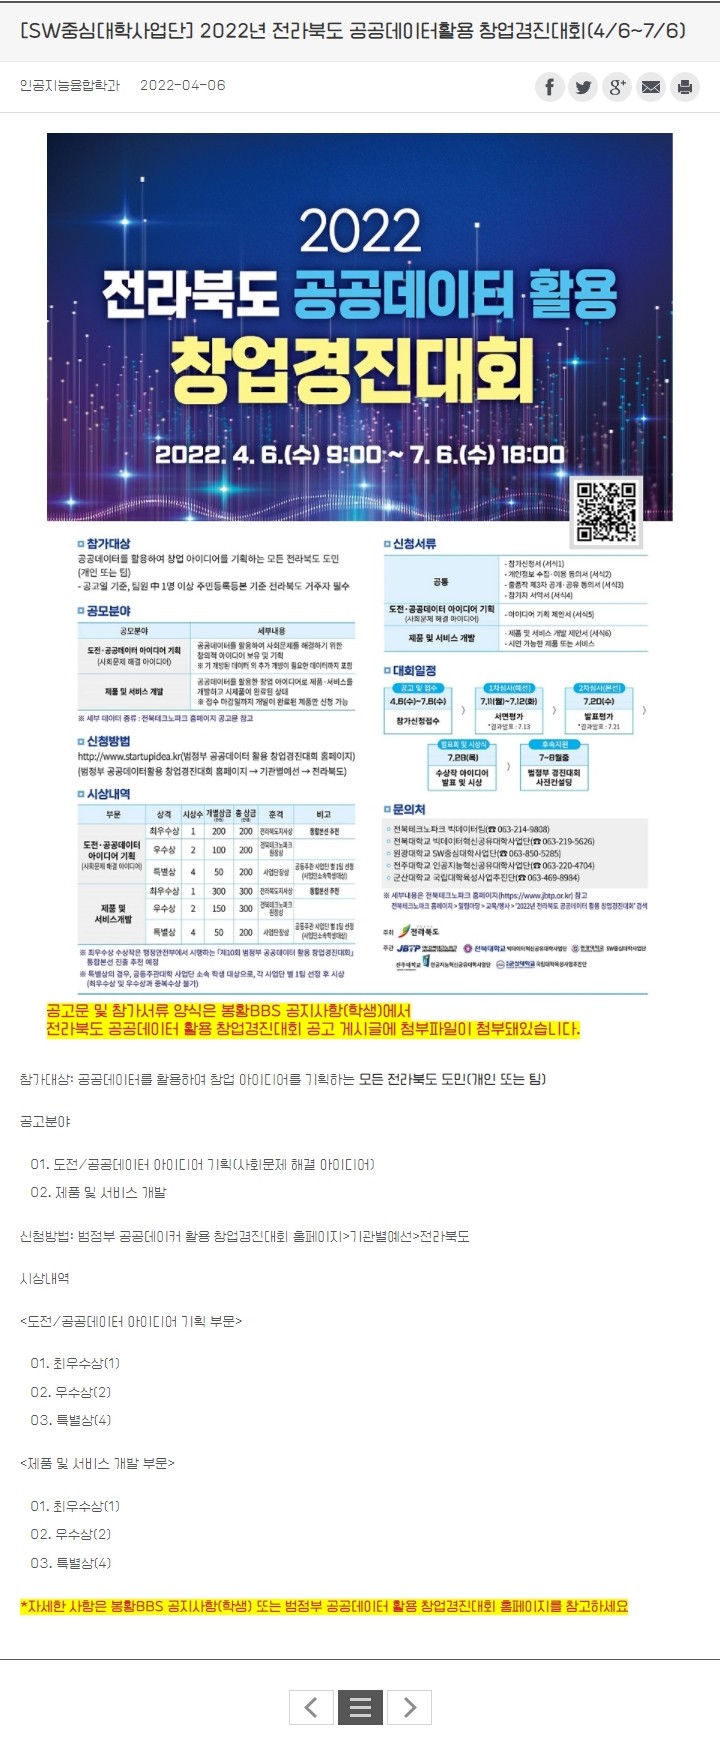 [SW중심대학사업단] 2022년 전라북도 공공데이터활용 창업경진대회(4/6~7/6)
인공지능융합학과 2022-04-06
2022
전라북도 공공데이터 활용
창업경진대회
2022. 4. 6.(수) 9:00 ~ 7. 6.(수) 18:00
참가대상
공공데이터를 활용하여 창업 아이디어를 기획하는 모든 전라북도 도민
(개인 또는 팀)
- 공고일 기준, 팀원 中 1명 이상 주민등록등본 기준 전라북도 거주자 필수
공모분야
공모분야 세부내용
도전·공공데이터 아이디어 기획
(사회문제 해결 아이디어)
공공데이터를 활용하여 사회문제를 해결하기 위한
창의적 아이디어 보유 및 기획
※ 기 개방된 데이터 외 추가 개방이 필요한 데이터까지 포함
제품 및 서비스 개발
공공데이터를 활용한 창업 아이디어로 제품·서비스를
개발하고 시제품이 완료된 상태
※ 접수 마감일까지 개발이 완료된 제품만 신청 가능
※ 세부 데이터 종류 : 전북테크노파크 홈페이지 공고문 참고
신청방법
http://www.startupidea.kr(범정부 공공데이터 활용 창업경진대회 홈페이지)
(범정부 공공데이터활용 창업경진대회 홈페이지 → 기관별예선 → 전라북도)
시상내역
부문 상격 시상수 개별상금 총 상금 훈격 비고
도전·공공데이터
아이디어 기획
(사회문제 해결 아이디어)
최우수상 1 200 200 전라북도지사상 통합본선 추천
우수상 2 100 200 전북테크노파크 원장상
특별상 4 50 200 사업단장상 공동주관 사업단 별 1팀 선정
(사업단소속학생대상)
제품 및
서비스개발
최우수상 1 300 300 전라북도지사상 통합본선 추천
우수상 2 150 300 전북테크노파크 원장상
특별상 4 50 200 사업단장상 공동주관 사업단 별 1팀 선정
(사업단소속학생대상)
※ 최우수상 수상작은 행정안전부에서 시행하는 「제10회 범정부 공공데이터 활용 창업경진대회」
통합본선 진출 추천 예정
※ 특별상의 경우, 공동주관대학 사업단 소속 학생 대상으로, 각 사업단 별 1팀 선정 후 시상
(최우수상 및 우수상과 중복수상 불가)
신청서류
공통
- 참가신청서 (서식1)
- 개인정보 수집·이용 동의서 (서식2)
- 출품작 제3자 공개·공유 동의서 (서식3)
- 참가자 서약서 (서식4)
도전·공공데이터 아이디어 기획
(사회문제 해결 아이디어)
- 아이디어 기획 제안서 (서식5)
제품 및 서비스 개발
- 제품 및 서비스 개발 제안서 (서식6)
- 시연 가능한 제품 또는 서비스
대회일정
공고 및 접수
4.6(수)~7.6(수)
참가신청접수
1차심사(예선)
7.11(월)~7.12(화)
서면평가
*결과발표 : 7.13
2차심사(본선)
7.20(수)
발표평가
*결과발표 : 7.21
발표회 및 시상식
7.28(목)
수상작 아이디어
발표 및 시상
후속지원
7~8월중
범정부 경진대회
사전컨설팅
문의처
전북테크노파크 빅데이터팀(☎ 063-214-9808)
전북대학교 빅데이터혁신공유대학사업단(☎ 063-219-5626)
원광대학교 SW중심대학사업단(☎ 063-850-5285)
전주대학교 인공지능혁신공유대학사업단(☎ 063-220-4704)
군산대학교 국립대학육성사업추진단(☎ 063-469-8984)
※ 세부내용은 전북테크노파크 홈페이지(https://www.jbtp.or.kr) 참고
전북테크노파크 홈페이지 > 알림마당 > 교육/행사 > "2022년 전라북도 공공데이터 활용 창업경진대회" 검색
주최 전라북도
주관 JBTP 전북대학교 빅데이터혁신공유대학사업단 원광대학교 SW중심대학사업단
전주대학교 인공지능혁신공유대학사업단 군산대학교 국립대학육성사업추진단
공고문 및 참가서류 양식은 봉황BBS 공지사항(학생)에서
전라북도 공공데이터 활용 창업경진대회 공고 게시글에 첨부파일이 첨부돼있습니다.
참가대상: 공공데이터를 활용하여 창업 아이디어를 기획하는 모든 전라북도 도민(개인 또는 팀)
공고분야
01. 도전/공공데이터 아이디어 기획(사회문제 해결 아이디어)
02. 제품 및 서비스 개발
신청방법: 범정부 공공데이커 활용 창업경진대회 홈페이지>기관별예선>전라북도
시상내역
<도전/공공데이터 아이디어 기획 부문>
01. 최우수상(1)
02. 우수상(2)
03. 특별상(4)
<제품 및 서비스 개발 부문>
01. 최우수상(1)
02. 우수상(2)
03. 특별상(4)
*자세한 사항은 봉황BBS 공지사항(학생) 또는 범정부 공공데이터 활용 창업경진대회 홈페이지를 참고하세요